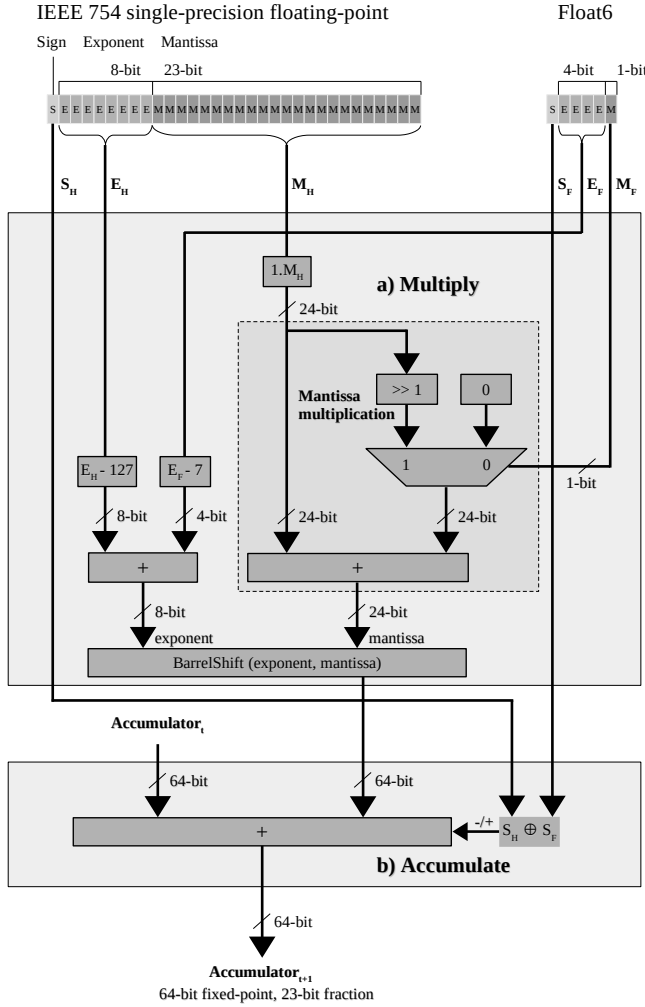 IEEE 754 single-precision floating-point Float6
Sign Exponent Mantissa
8-bit 23-bit 4-bit 1-bit
S E E E E E E E E M M M M M M M M M M M M M M M M M M M M M M M S E E E E M
S_H E_H M_H S_F E_F M_F
1.M_H
a) Multiply
24-bit
Mantissa
multiplication
>> 1 0
1 0
E_H - 127 E_F - 7
1-bit
8-bit 4-bit 24-bit 24-bit
+ +
8-bit 24-bit
exponent mantissa
BarrelShift (exponent, mantissa)
Accumulator_t
64-bit 64-bit
+ -/+ S_H ⊕ S_F
b) Accumulate
64-bit
Accumulator_t+1
64-bit fixed-point, 23-bit fraction